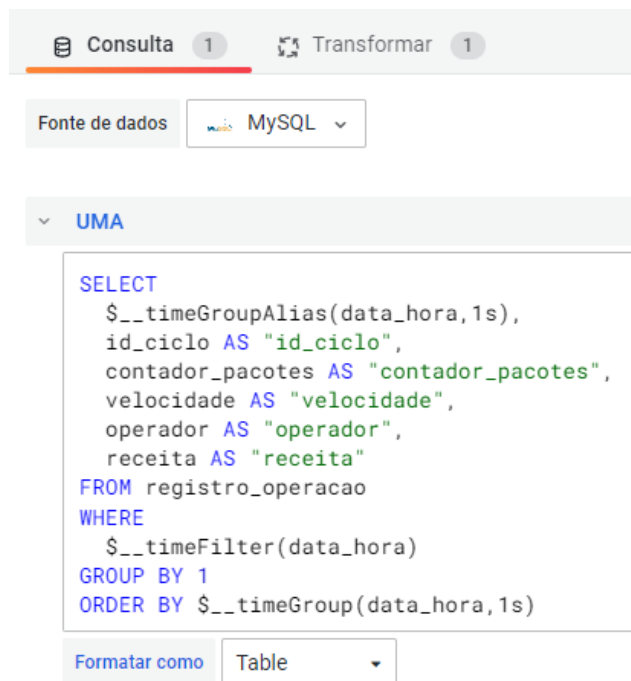 Consulta 1 Transformar 1
Fonte de dados MySQL
UMA
SELECT
$__timeGroupAlias(data_hora,1s),
id_ciclo AS "id_ciclo",
contador_pacotes AS "contador_pacotes",
velocidade AS "velocidade",
operador AS "operador",
receita AS "receita"
FROM registro_operacao
WHERE
$__timeFilter(data_hora)
GROUP BY 1
ORDER BY $__timeGroup(data_hora,1s)
Formatar como Table